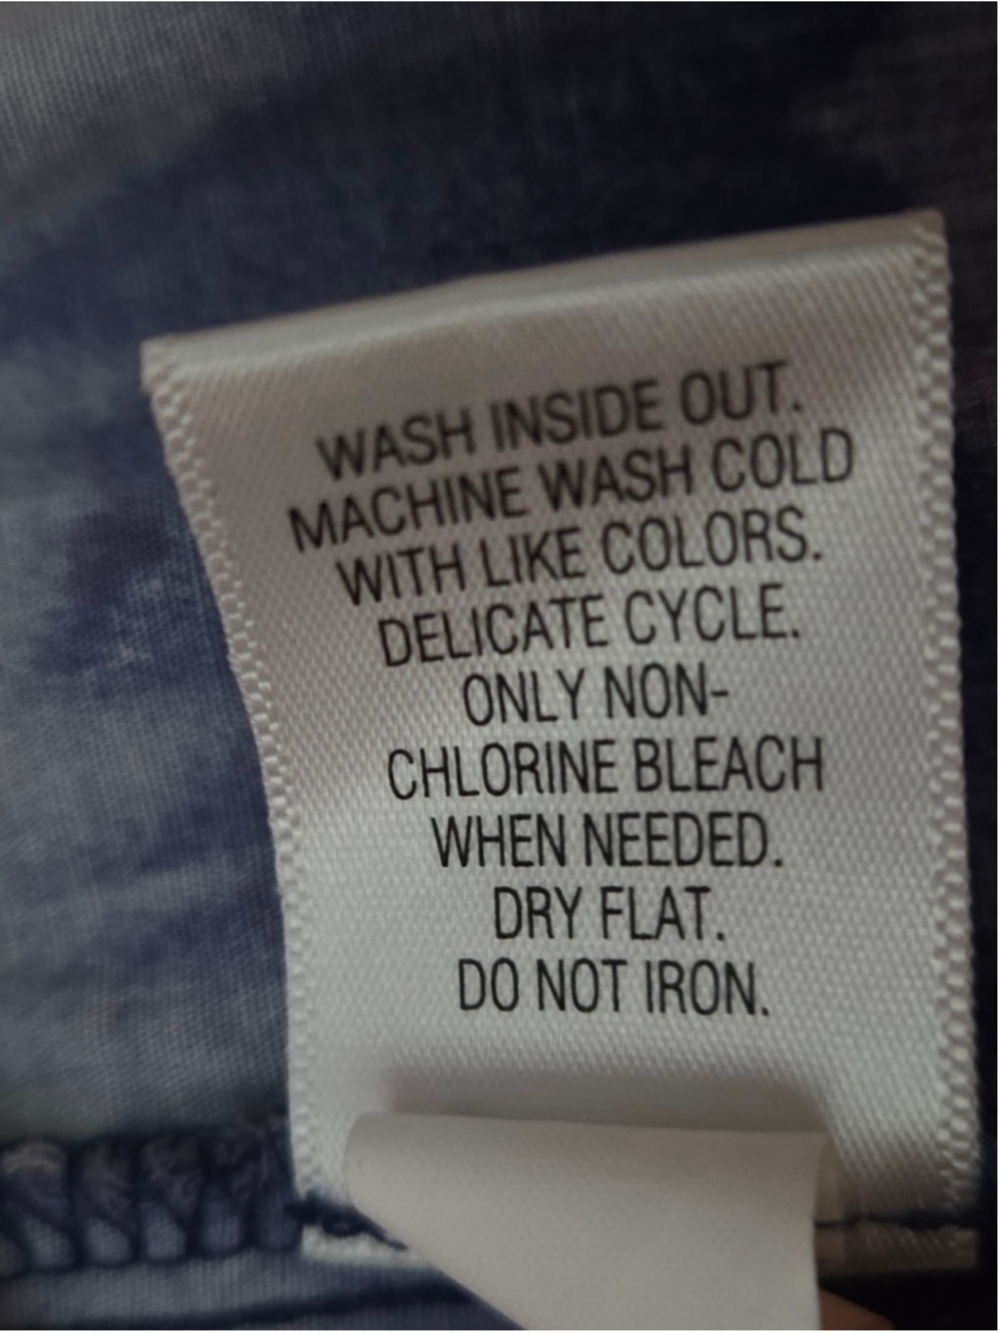 WASH INSIDE OUT.
MACHINE WASH COLD
WITH LIKE COLORS.
DELICATE CYCLE.
ONLY NON-
CHLORINE BLEACH
WHEN NEEDED.
DRY FLAT.
DO NOT IRON.